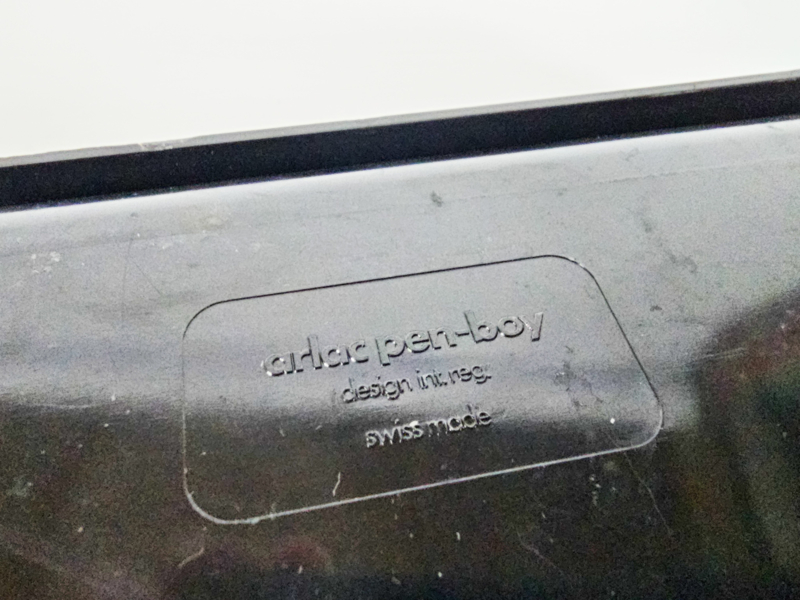 arlac pen-boy
design int. reg.
swiss made